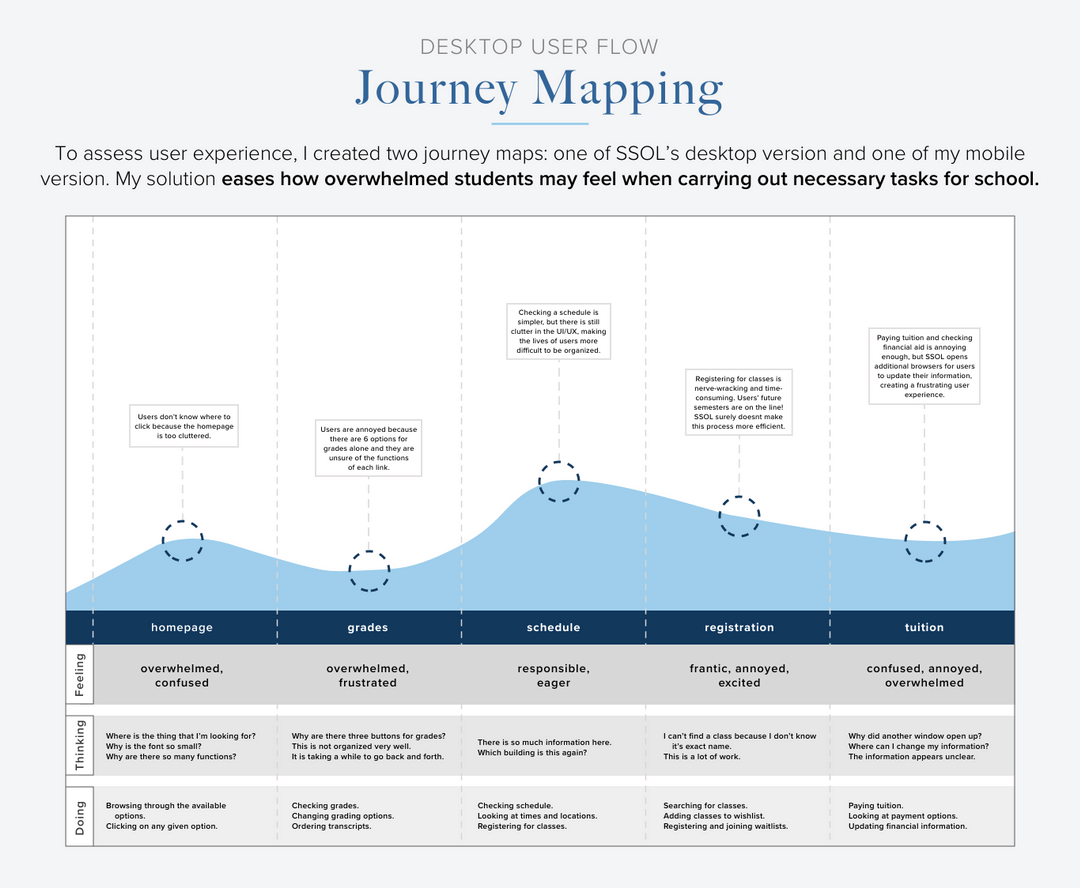 DESKTOP USER FLOW
Journey Mapping
To assess user experience, I created two journey maps: one of SSOL's desktop version and one of my mobile
version. My solution eases how overwhelmed students may feel when carrying out necessary tasks for school.
Users don't know where to
click because the homepage
is too cluttered.
Users are annoyed because
there are 6 options for
grades alone and they are
unsure of the functions
of each link.
Checking a schedule is
simpler, but there is still
clutter in the UI/UX, making
the lives of users more
difficult to be organized.
Registering for classes is
nerve-wracking and time-
consuming. Users' future
semesters are on the line!
SSOL surely doesnt make
this process more efficient.
Paying tuition and checking
financial aid is annoying
enough, but SSOL opens
additional browsers for users
to update their information,
creating a frustrating user
experience.
homepage
grades
schedule
registration
tuition
Feeling
overwhelmed,
confused
overwhelmed,
frustrated
responsible,
eager
frantic, annoyed,
excited
confused, annoyed,
overwhelmed
Thinking
Where is the thing that I'm looking for?
Why is the font so small?
Why are there so many functions?
Why are there three buttons for grades?
This is not organized very well.
It is taking a while to go back and forth.
There is so much information here.
Which building is this again?
I can't find a class because I don't know
it's exact name.
This is a lot of work.
Why did another window open up?
Where can I change my information?
The information appears unclear.
Doing
Browsing through the available
options.
Clicking on any given option.
Checking grades.
Changing grading options.
Ordering transcripts.
Checking schedule.
Looking at times and locations.
Registering for classes.
Searching for classes.
Adding classes to wishlist.
Registering and joining waitlists.
Paying tuition.
Looking at payment options.
Updating financial information.